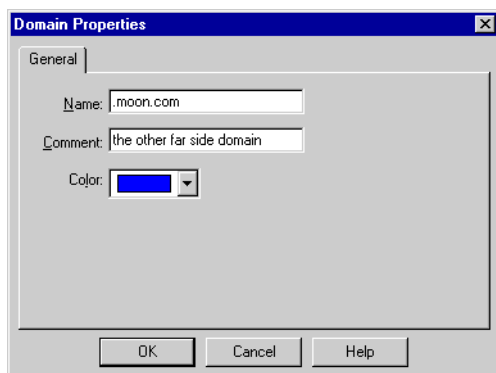 Domain Properties
General
Name: .moon.com
Comment: the other far side domain
Color:
OK Cancel Help